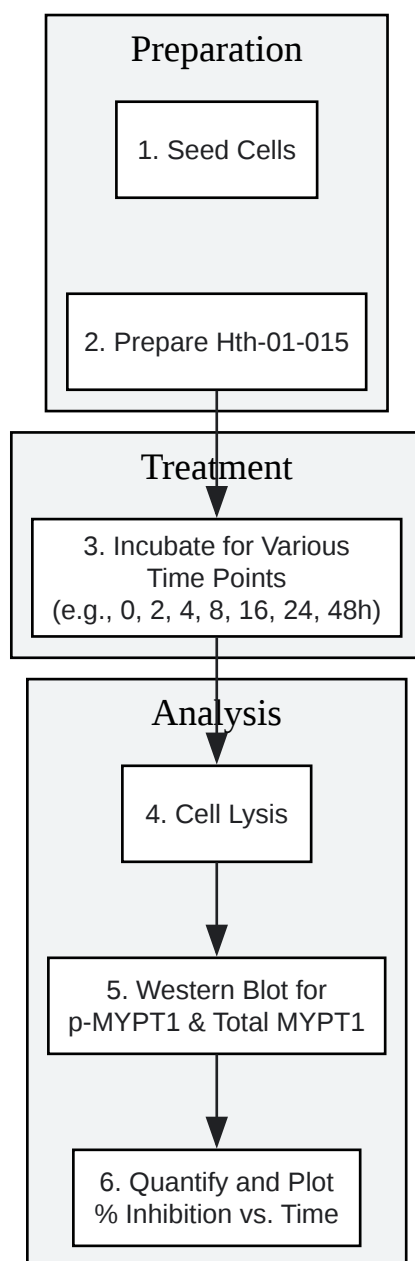 Preparation
1. Seed Cells
2. Prepare Hth-01-015
Treatment
3. Incubate for Various
Time Points
(e.g., 0, 2, 4, 8, 16, 24, 48h)
Analysis
4. Cell Lysis
5. Western Blot for
p-MYPT1 & Total MYPT1
6. Quantify and Plot
% Inhibition vs. Time